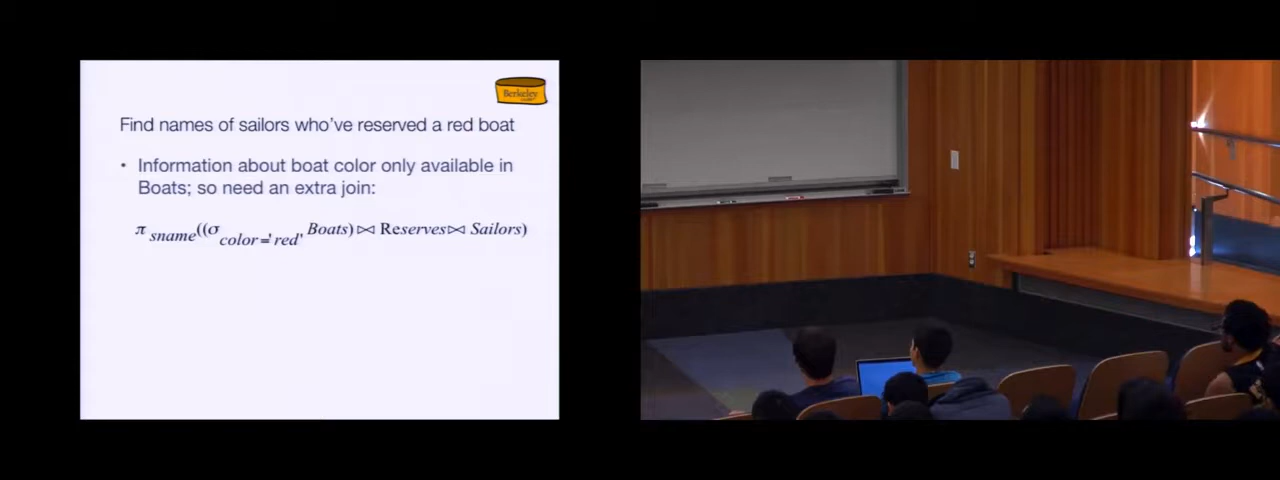 Berkeley
Find names of sailors who've reserved a red boat
• Information about boat color only available in
Boats; so need an extra join:
π sname((σ color='red' Boats) ⋈ Reserves ⋈ Sailors)